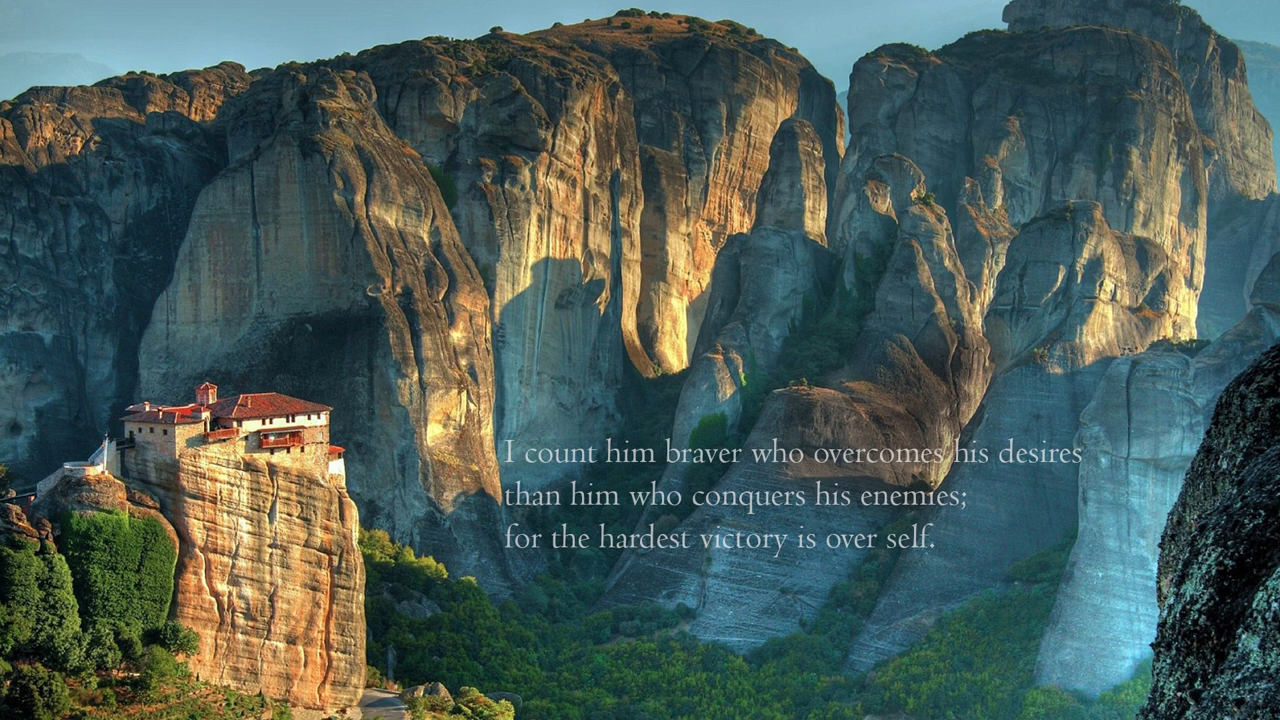 I count him braver who overcomes his desires
than him who conquers his enemies;
for the hardest victory is over self.